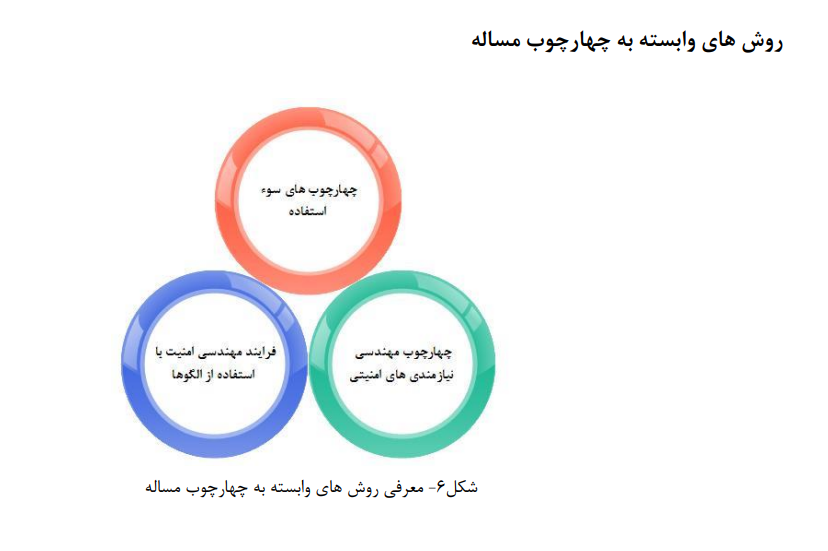 روش های وابسته به چهارچوب مساله
چهارچوب های سوء
استفاده
چهارچوب مهندسی
نیازمندی های امنیتی
فرایند مهندسی امنیت با
استفاده از الگوها
شکل۶- معرفی روش های وابسته به چهارچوب مساله